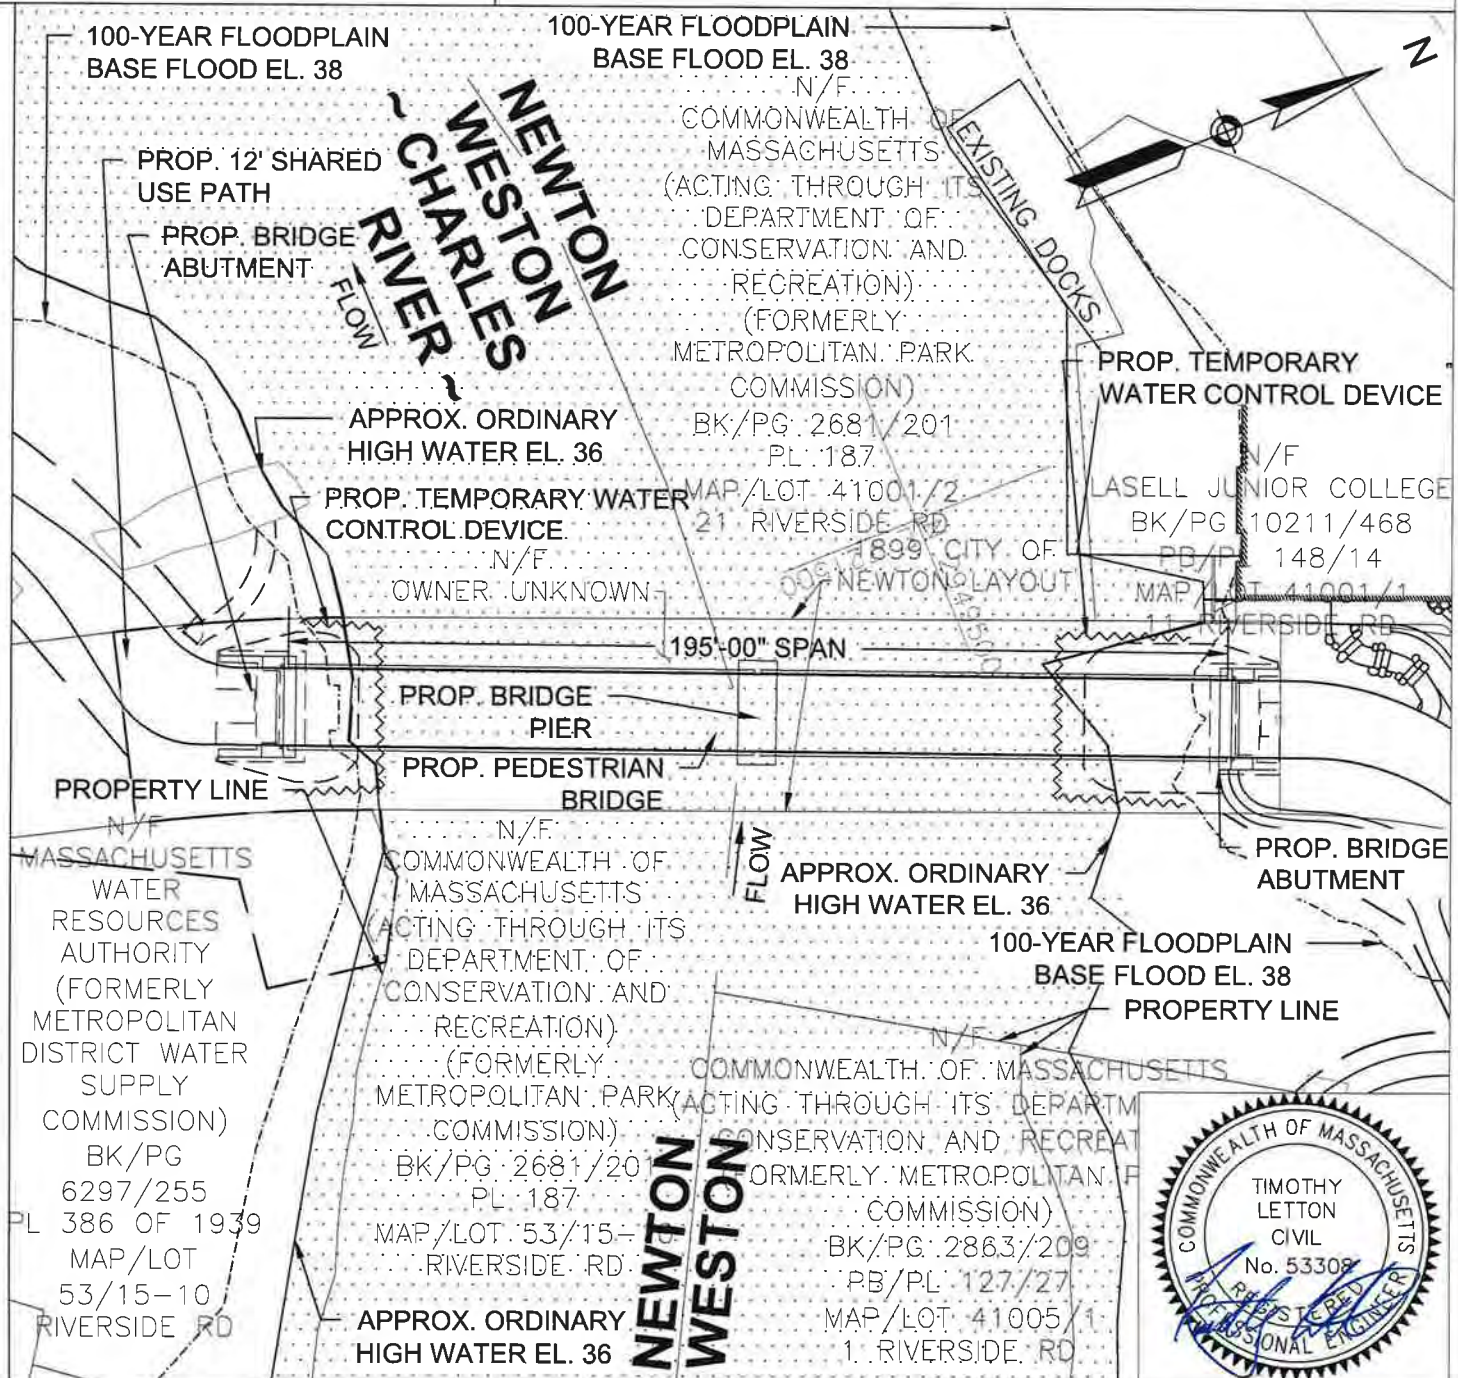 100-YEAR FLOODPLAIN
BASE FLOOD EL. 38
100-YEAR FLOODPLAIN
BASE FLOOD EL. 38
N
PROP. 12' SHARED
USE PATH
PROP. BRIDGE
ABUTMENT
FLOW
NEWTON
WESTON
~ CHARLES
RIVER ~
N/F
COMMONWEALTH OF
MASSACHUSETTS
(ACTING THROUGH ITS
DEPARTMENT OF
CONSERVATION AND
RECREATION)
(FORMERLY
METROPOLITAN PARK
COMMISSION)
BK/PG 2681/201
PL 187
MAP/LOT 41001/2
21 RIVERSIDE RD
EXISTING DOCKS
PROP. TEMPORARY
WATER CONTROL DEVICE
N/F
LASELL JUNIOR COLLEGE
BK/PG 10211/468
148/14
MAP 41001/1
11 RIVERSIDE RD
APPROX. ORDINARY
HIGH WATER EL. 36
PROP. TEMPORARY WATER
CONTROL DEVICE
N/F
OWNER UNKNOWN
1899 CITY OF
NEWTON LAYOUT
195'-00" SPAN
PROP. BRIDGE
PIER
PROP. PEDESTRIAN
BRIDGE
PROPERTY LINE
N/F
MASSACHUSETTS
WATER
RESOURCES
AUTHORITY
(FORMERLY
METROPOLITAN
DISTRICT WATER
SUPPLY
COMMISSION)
BK/PG
6297/255
PL 386 OF 1939
MAP/LOT
53/15-10
RIVERSIDE RD
N/F
COMMONWEALTH OF
MASSACHUSETTS
(ACTING THROUGH ITS
DEPARTMENT OF
CONSERVATION AND
RECREATION)
(FORMERLY
METROPOLITAN PARK
COMMISSION)
BK/PG 2681/201
PL 187
MAP/LOT 53/15-
RIVERSIDE RD
APPROX. ORDINARY
HIGH WATER EL. 36
FLOW
APPROX. ORDINARY
HIGH WATER EL. 36
PROP. BRIDGE
ABUTMENT
100-YEAR FLOODPLAIN
BASE FLOOD EL. 38
PROPERTY LINE
NEWTON
WESTON
N/F
COMMONWEALTH OF MASSACHUSETTS
(ACTING THROUGH ITS DEPARTM
CONSERVATION AND RECREAT
FORMERLY METROPOLITAN P
COMMISSION)
BK/PG 2863/209
PB/PL 127/27
MAP/LOT 41005/1
1 RIVERSIDE RD
COMMONWEALTH OF MASSACHUSETTS
TIMOTHY
LETTON
CIVIL
No. 53308
REGISTERED
PROFESSIONAL ENGINEER